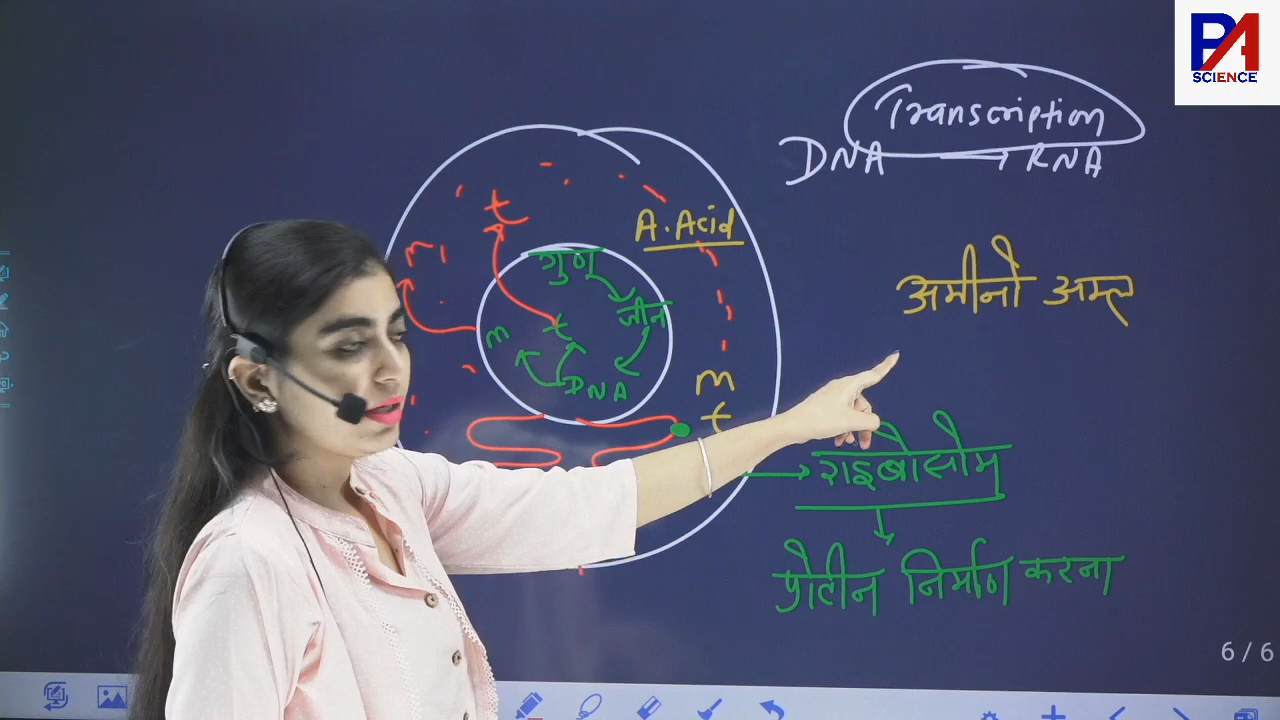 PA
SCIENCE
Transcription
DNA → RNA
t
A. Acid
m
गुण
जीन
अमीनो अम्ल
m
t
DNA
m
t
राइबोसोम
प्रोटीन निर्माण करना
6 / 6